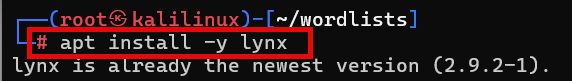 (root㉿kalilinux)-[~/wordlists]
# apt install -y lynx
lynx is already the newest version (2.9.2-1).